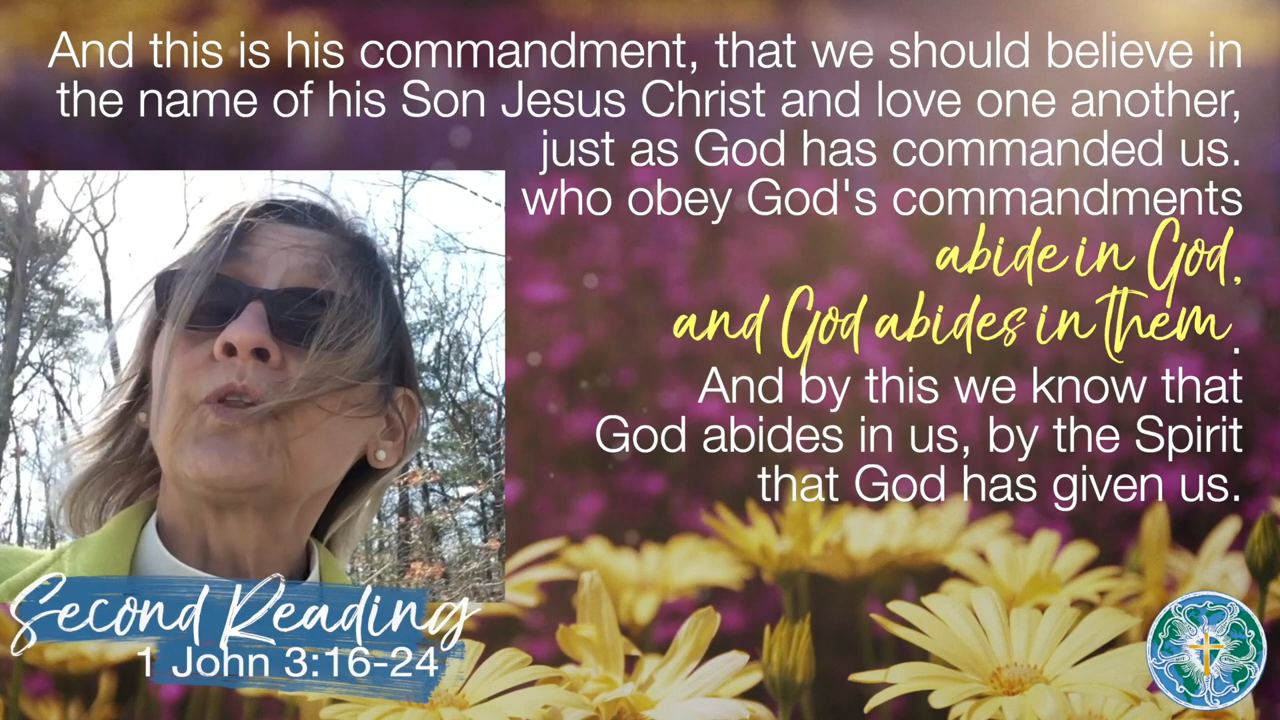 And this is his commandment, that we should believe in
the name of his Son Jesus Christ and love one another,
just as God has commanded us.
who obey God's commandments
abide in God,
and God abides in them.
And by this we know that
God abides in us, by the Spirit
that God has given us.
Second Reading
1 John 3:16-24